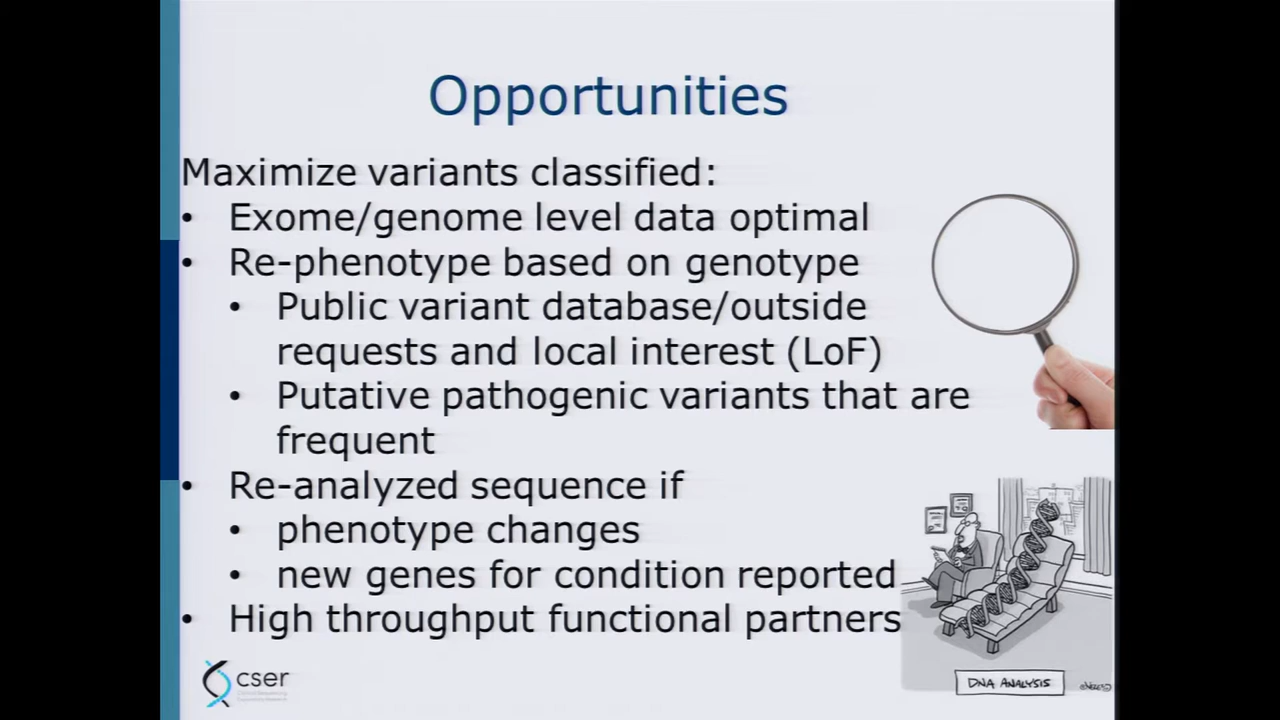 Opportunities
Maximize variants classified:
• Exome/genome level data optimal
• Re-phenotype based on genotype
• Public variant database/outside
requests and local interest (LoF)
• Putative pathogenic variants that are
frequent
• Re-analyzed sequence if
• phenotype changes
• new genes for condition reported
• High throughput functional partners
cser
DNA ANALYSIS